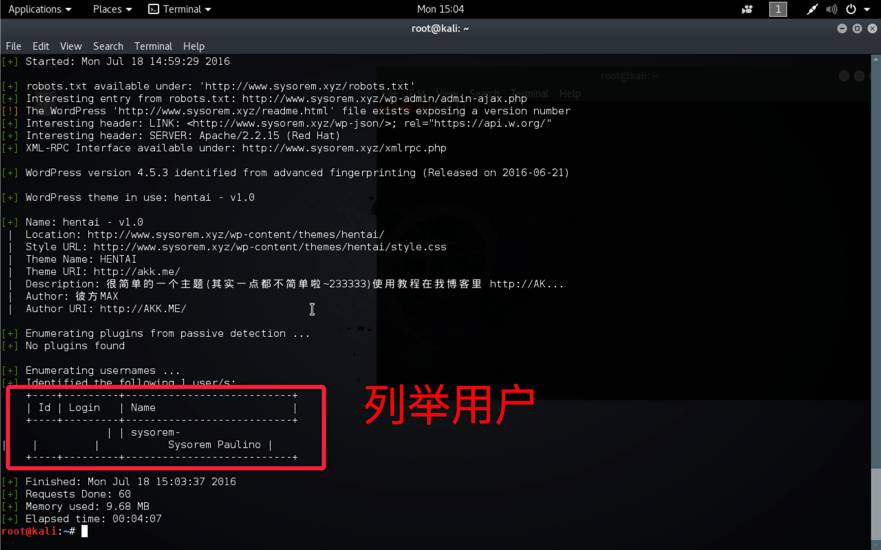 Applications Places Terminal Mon 15:04 1
root@kali: ~
File Edit View Search Terminal Help
[+] Started: Mon Jul 18 14:59:29 2016
[+] robots.txt available under: 'http://www.sysorem.xyz/robots.txt'
[+] Interesting entry from robots.txt: http://www.sysorem.xyz/wp-admin/admin-ajax.php
[!] The WordPress 'http://www.sysorem.xyz/readme.html' file exists exposing a version number
[+] Interesting header: LINK: <http://www.sysorem.xyz/wp-json/>; rel="https://api.w.org/"
[+] Interesting header: SERVER: Apache/2.2.15 (Red Hat)
[+] XML-RPC Interface available under: http://www.sysorem.xyz/xmlrpc.php
[+] WordPress version 4.5.3 identified from advanced fingerprinting (Released on 2016-06-21)
[+] WordPress theme in use: hentai - v1.0
[+] Name: hentai - v1.0
| Location: http://www.sysorem.xyz/wp-content/themes/hentai/
| Style URL: http://www.sysorem.xyz/wp-content/themes/hentai/style.css
| Theme Name: HENTAI
| Theme URI: http://akk.me/
| Description: 很简单的一个主题(其实一点都不简单啦~233333)使用教程在我博客里 http://AK...
| Author: 彼方MAX
| Author URI: http://AKK.ME/
[+] Enumerating plugins from passive detection ...
[+] No plugins found
[+] Enumerating usernames ...
[+] Identified the following 1 user/s:
+----+---------+---------------------------+
| Id | Login | Name |
+----+---------+---------------------------+
| | sysorem-
| | | Sysorem Paulino |
+----+---------+---------------------------+
列举用户
[+] Finished: Mon Jul 18 15:03:37 2016
[+] Requests Done: 60
[+] Memory used: 9.68 MB
[+] Elapsed time: 00:04:07
root@kali:~#